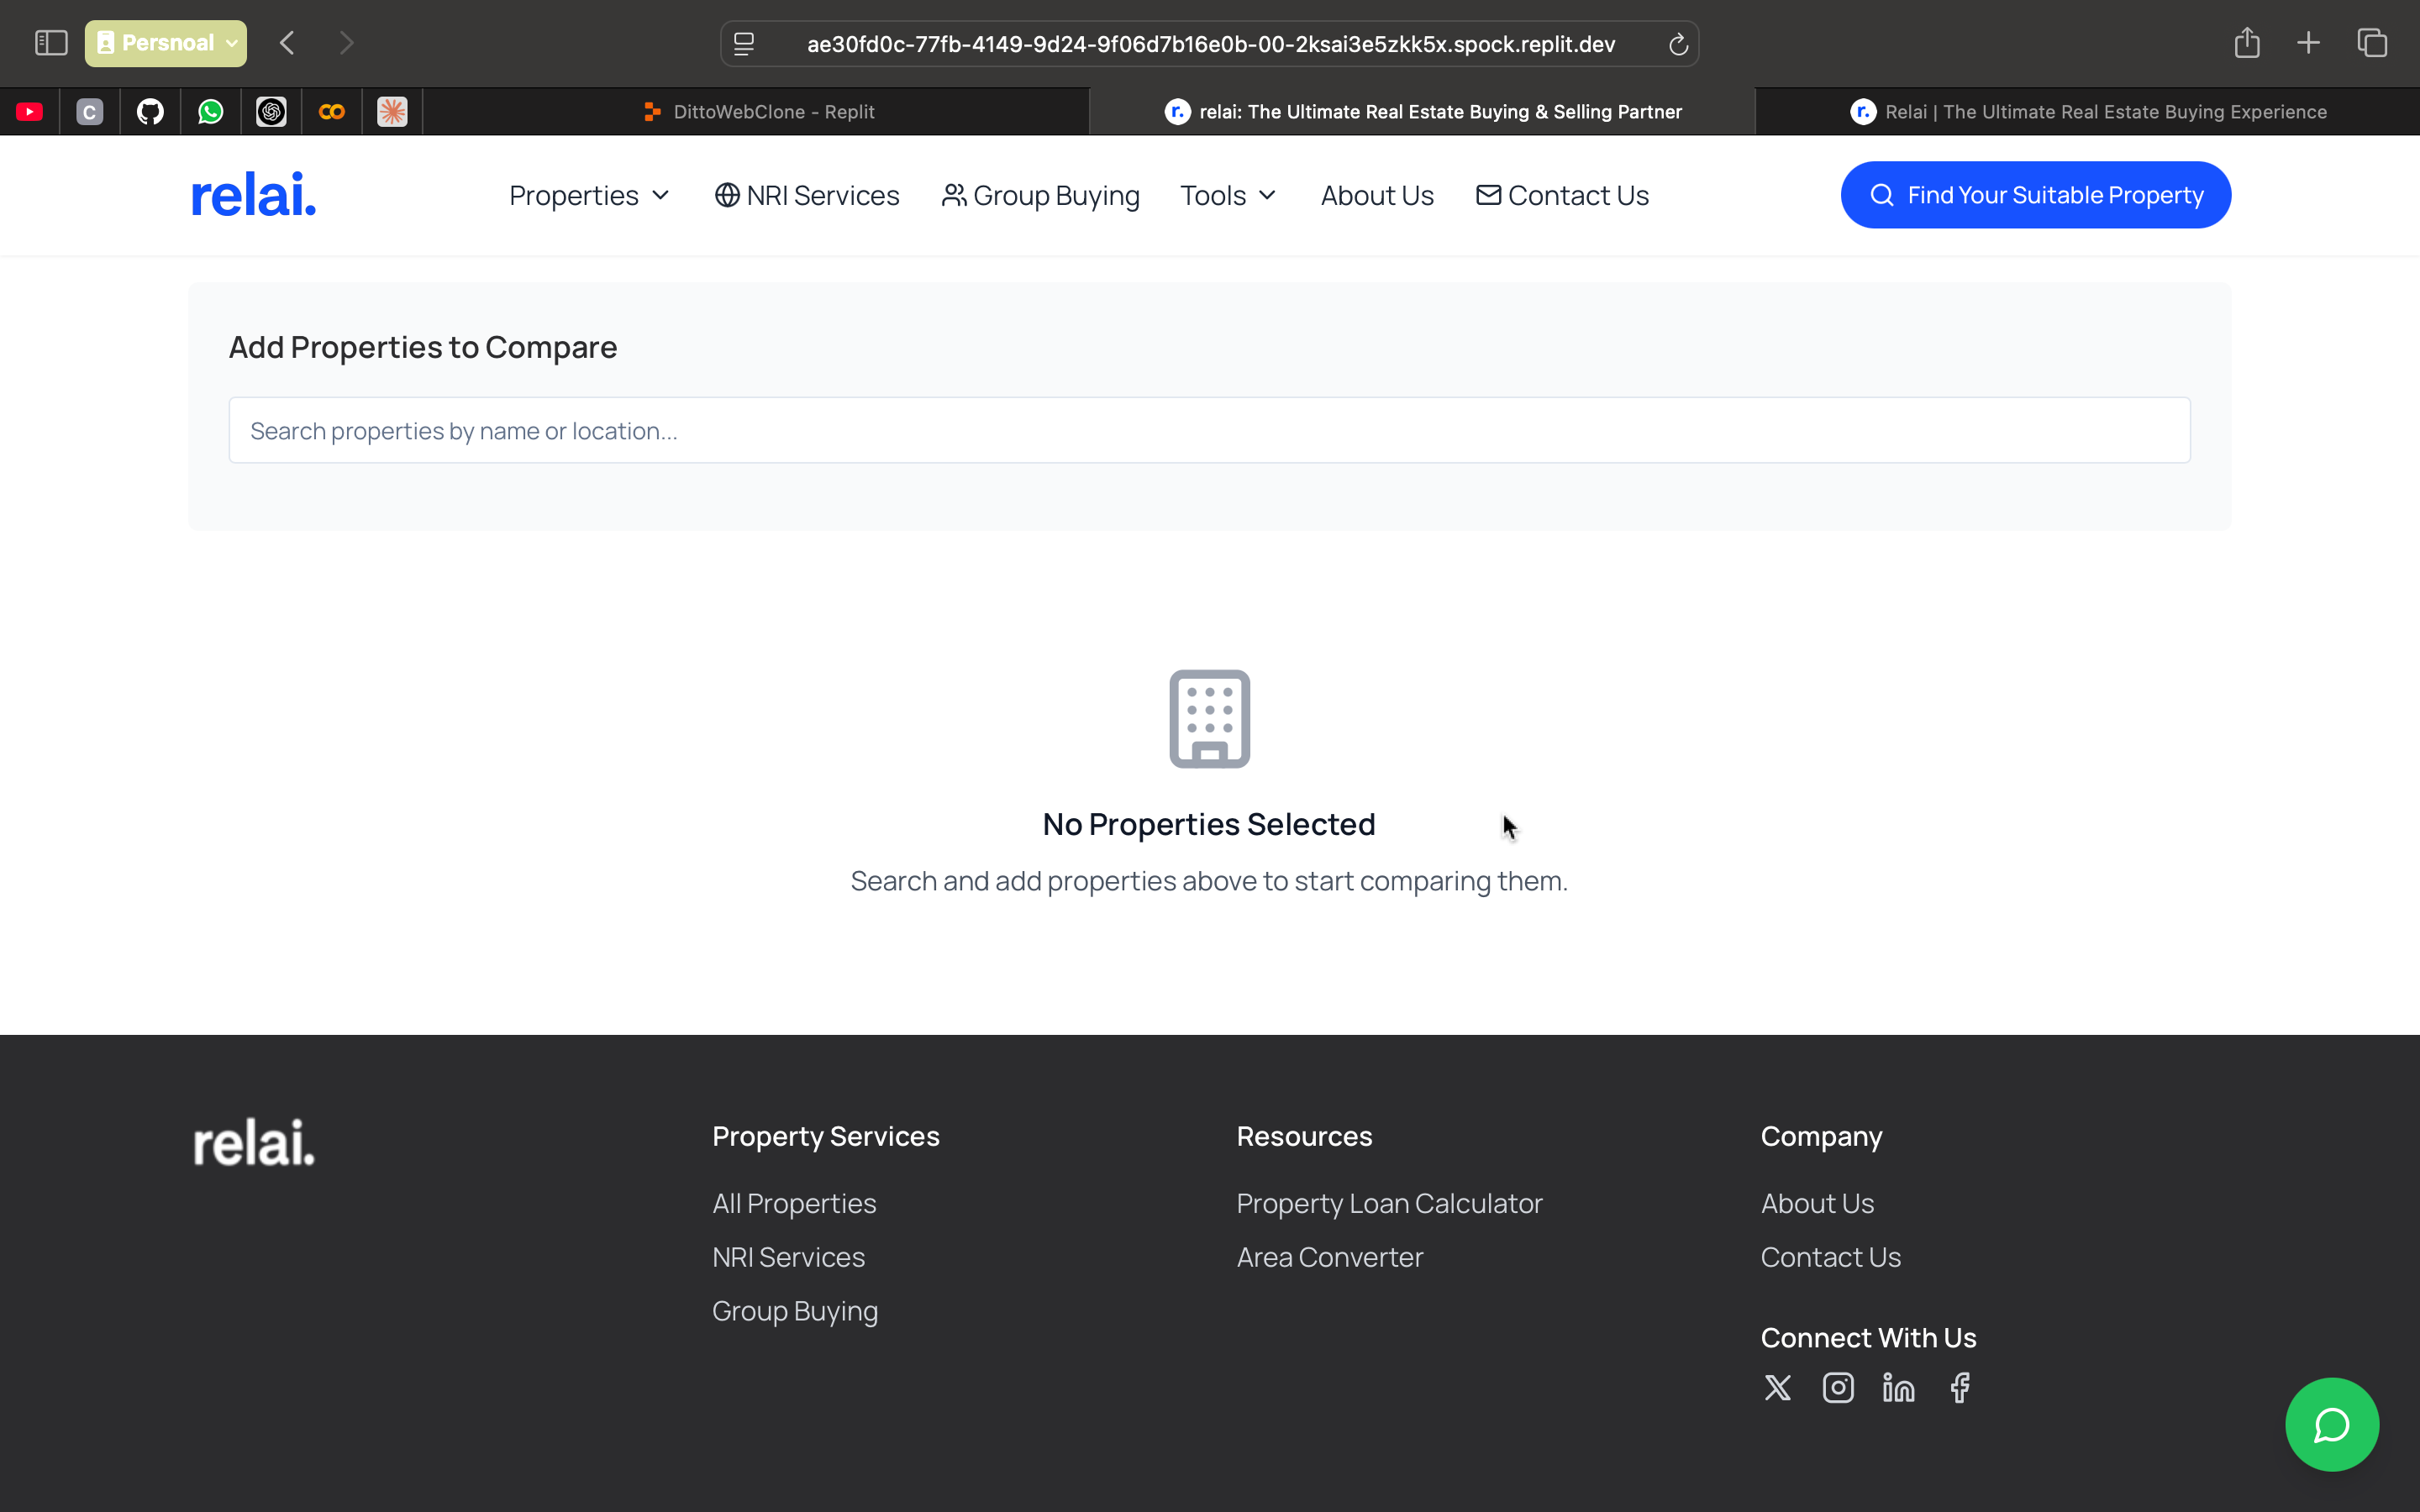 Persnoal
ae30fd0c-77fb-4149-9d24-9f06d7b16e0b-00-2ksai3e5zkk5x.spock.replit.dev
C
DittoWebClone - Replit
r. relai: The Ultimate Real Estate Buying & Selling Partner
r. Relai | The Ultimate Real Estate Buying Experience
relai.
Properties
NRI Services
Group Buying
Tools
About Us
Contact Us
Find Your Suitable Property
Add Properties to Compare
Search properties by name or location...
No Properties Selected
Search and add properties above to start comparing them.
relai.
Property Services
All Properties
NRI Services
Group Buying
Resources
Property Loan Calculator
Area Converter
Company
About Us
Contact Us
Connect With Us